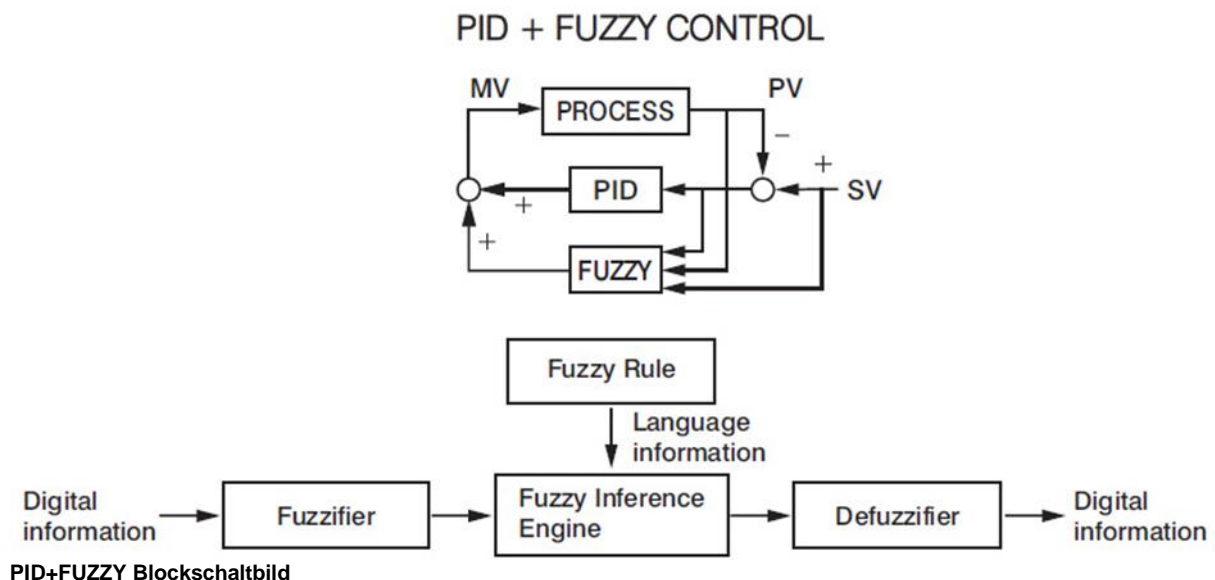 PID + FUZZY CONTROL
MV
PV
PROCESS
−
+
PID
SV
+
+
FUZZY
Fuzzy Rule
Language
information
Digital
information
Fuzzifier
Fuzzy Inference
Engine
Defuzzifier
Digital
information
PID+FUZZY Blockschaltbild